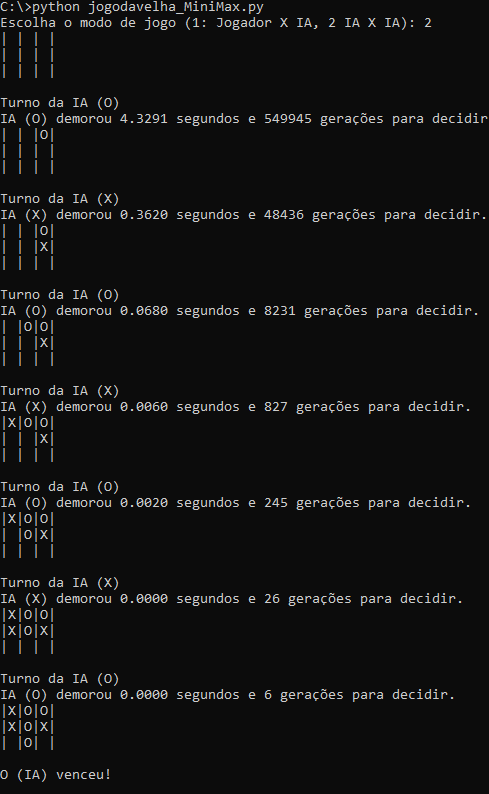 C:\>python jogodavelha_MiniMax.py
Escolha o modo de jogo (1: Jogador X IA, 2 IA X IA): 2
| | | |
| | | |
| | | |
Turno da IA (O)
IA (O) demorou 4.3291 segundos e 549945 gerações para decidir
| | |O|
| | | |
| | | |
Turno da IA (X)
IA (X) demorou 0.3620 segundos e 48436 gerações para decidir.
| | |O|
| | |X|
| | | |
Turno da IA (O)
IA (O) demorou 0.0680 segundos e 8231 gerações para decidir.
| |O|O|
| | |X|
| | | |
Turno da IA (X)
IA (X) demorou 0.0060 segundos e 827 gerações para decidir.
|X|O|O|
| | |X|
| | | |
Turno da IA (O)
IA (O) demorou 0.0020 segundos e 245 gerações para decidir.
|X|O|O|
| |O|X|
| | | |
Turno da IA (X)
IA (X) demorou 0.0000 segundos e 26 gerações para decidir.
|X|O|O|
|X|O|X|
| | | |
Turno da IA (O)
IA (O) demorou 0.0000 segundos e 6 gerações para decidir.
|X|O|O|
|X|O|X|
| |O| |
O (IA) venceu!